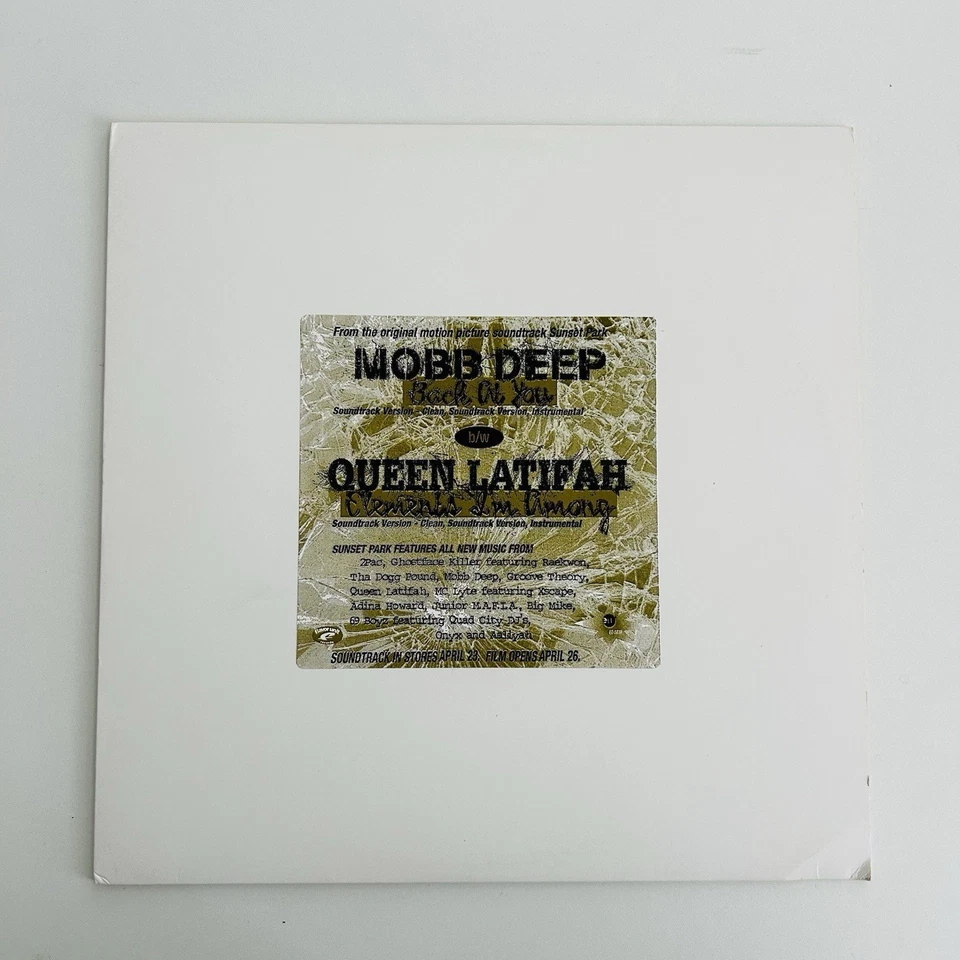 From the original motion picture soundtrack Sunset Park
MOBB DEEP
Back At You
Soundtrack Version - Clean, Soundtrack Version, Instrumental
b/w
QUEEN LATIFAH
Elements I'm Among
Soundtrack Version - Clean, Soundtrack Version, Instrumental
SUNSET PARK FEATURES ALL NEW MUSIC FROM
2Pac, Ghostface Killer featuring Raekwon,
Tha Dogg Pound, Mobb Deep, Groove Theory,
Queen Latifah, MC Lyte featuring Xscape,
Adina Howard, Junior M.A.F.I.A., Big Mike,
69 Boyz featuring Quad City DJ's,
Onyx and Aaliyah
SOUNDTRACK IN STORES APRIL 23. FILM OPENS APRIL 26.